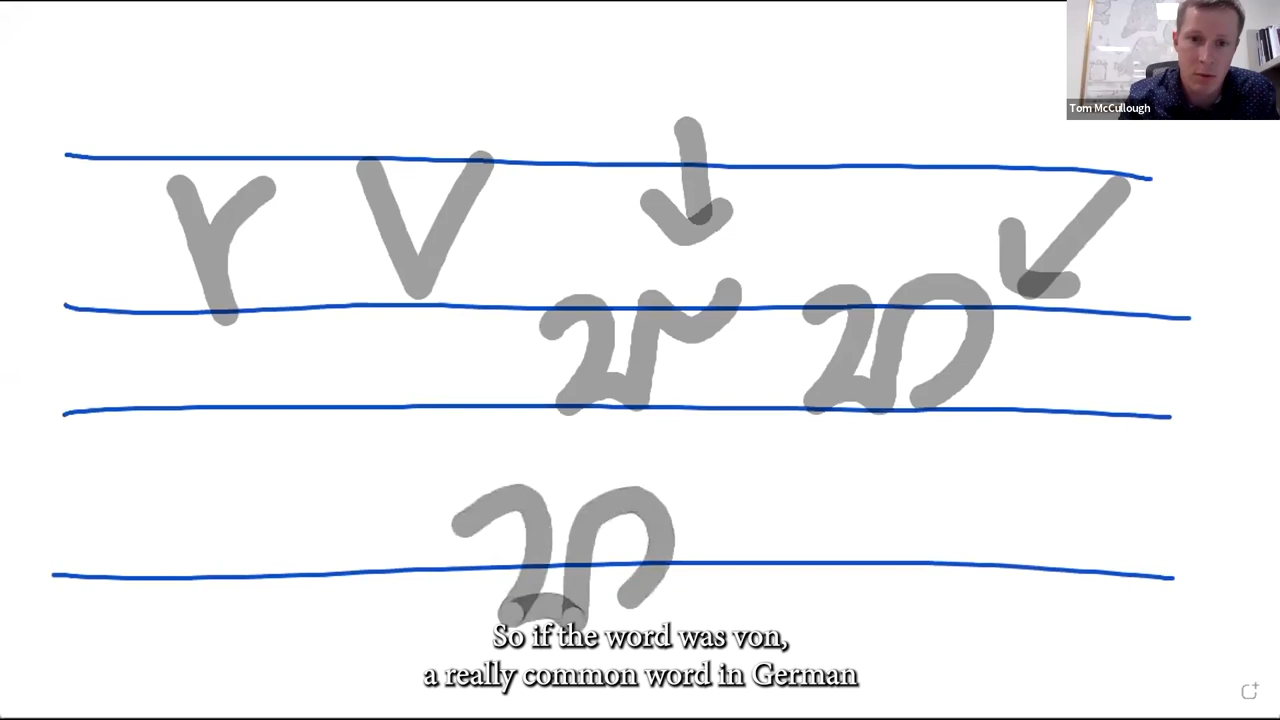 Tom McCullough
r v
r v
v
So if the word was von,
a really common word in German